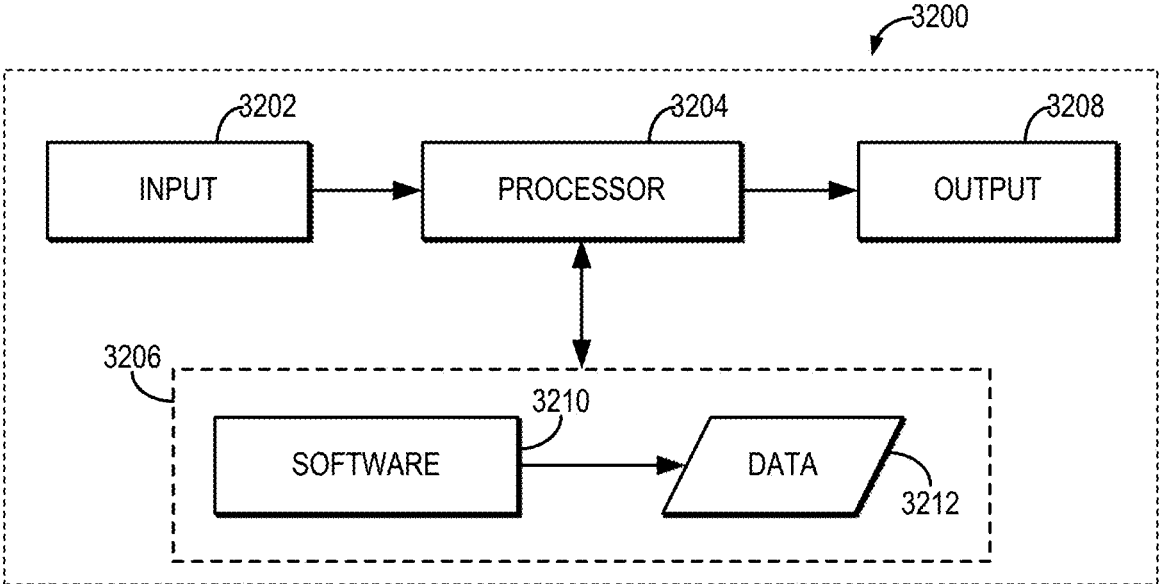 3200
3202
3204
3208
INPUT
PROCESSOR
OUTPUT
3206
3210
SOFTWARE
DATA
3212